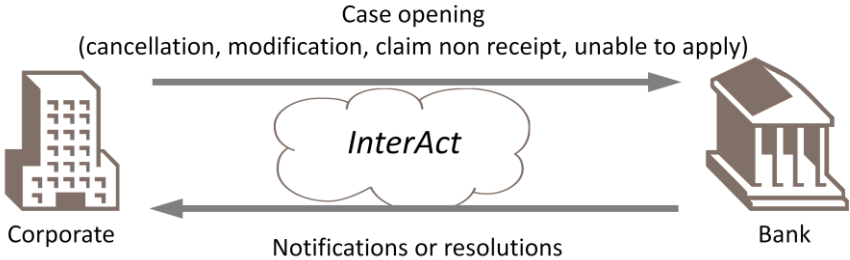 Case opening
(cancellation, modification, claim non receipt, unable to apply)
InterAct
Corporate
Bank
Notifications or resolutions